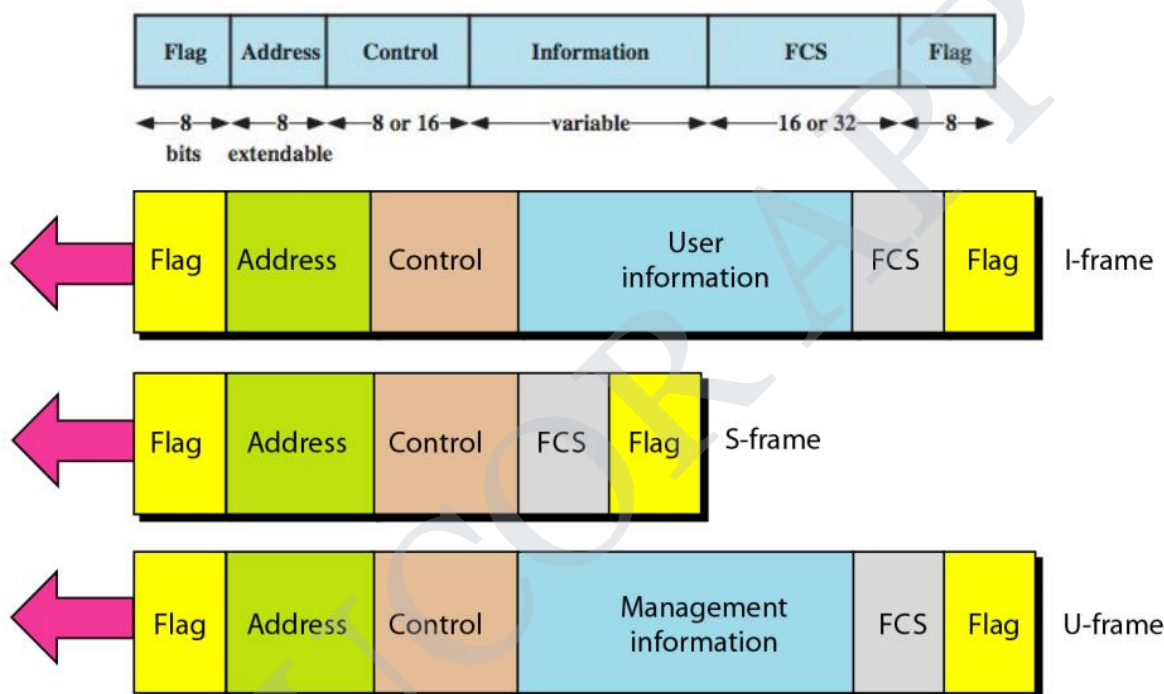 Flag Address Control Information FCS Flag
8 8 8 or 16 variable 16 or 32 8
bits extendable
Flag Address Control User information FCS Flag I-frame
Flag Address Control FCS Flag S-frame
Flag Address Control Management information FCS Flag U-frame